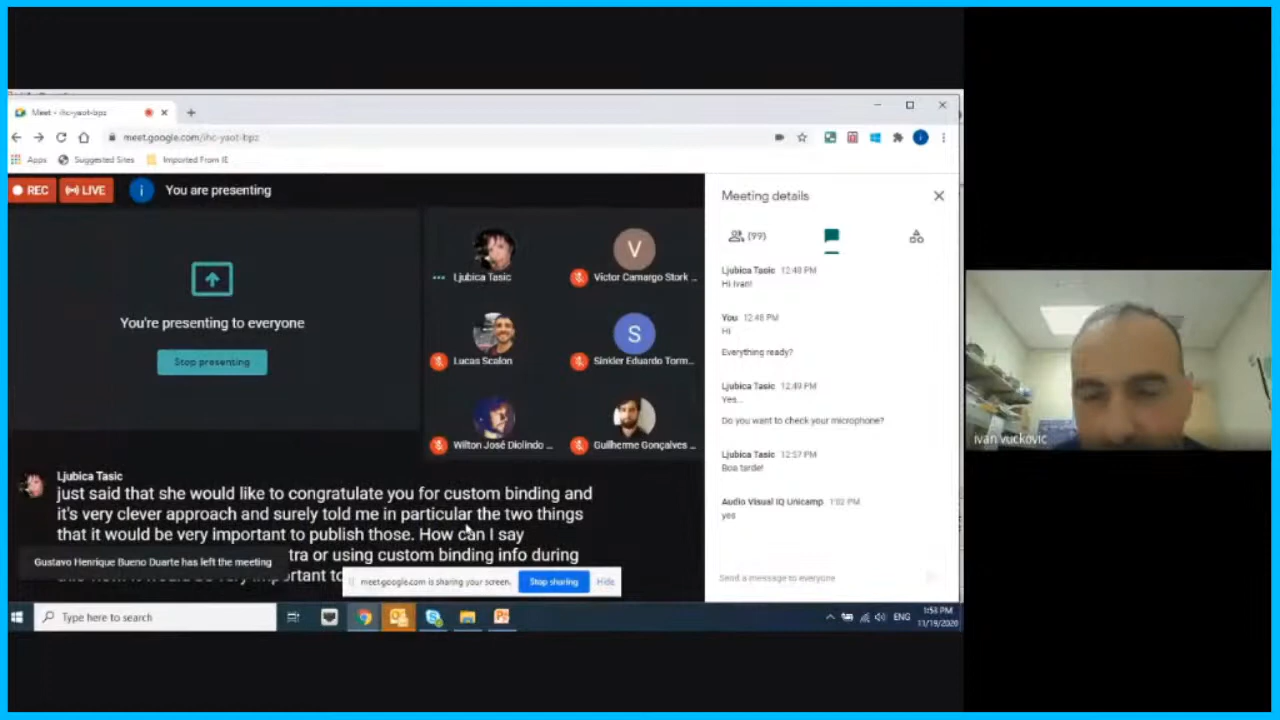 Meet - ihc-yaot-bpz
meet.google.com/ihc-yaot-bpz
Apps Suggested Sites Imported From IE
REC LIVE i You are presenting
You're presenting to everyone
Stop presenting
Ljubica Tasic
V
Victor Camargo Stork ...
Lucas Scalon
S
Sinkler Eduardo Torm...
Wilton José Diolindo ...
Guilherme Gonçalves ...
Meeting details
(99)
Ljubica Tasic 12:48 PM
Hi Ivan!
You 12:48 PM
Hi
Everything ready?
Ljubica Tasic 12:49 PM
Yes...
Do you want to check your microphone?
Ljubica Tasic 12:57 PM
Boa tarde!
Audio Visual IQ Unicamp 1:02 PM
yes
Send a message to everyone
Ljubica Tasic
just said that she would like to congratulate you for custom binding and
it's very clever approach and surely told me in particular the two things
that it would be very important to publish those. How can I say
tra or using custom binding info during
Gustavo Henrique Bueno Duarte has left the meeting
meet.google.com is sharing your screen. Stop sharing Hide
Type here to search
ENG
1:53 PM
11/19/2020
ivan vuckovic